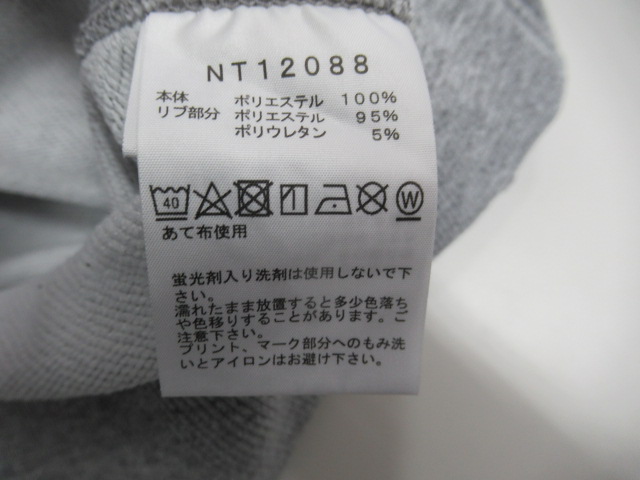 NT12088
本体 ポリエステル 100%
リブ部分 ポリエステル 95%
ポリウレタン 5%
40 W
あて布使用
蛍光剤入り洗剤は使用しないで下
さい。
濡れたまま放置すると多少色落ち
や色移りすることがあります。ご
注意下さい。
プリント、マーク部分へのもみ洗
いとアイロンはお避け下さい。